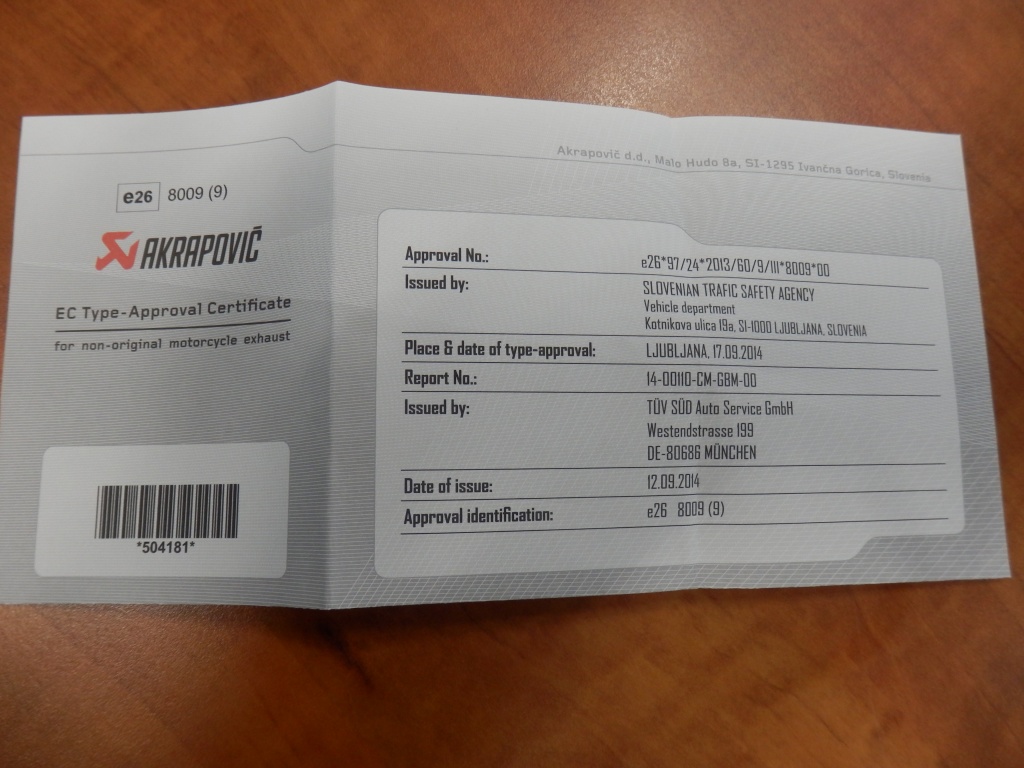 Akrapovič d.d., Malo Hudo 8a, SI-1295 Ivančna Gorica, Slovenia
e26 8009 (9)
AKRAPOVIČ
EC Type-Approval Certificate
for non-original motorcycle exhaust
*504181*
Approval No.: e26*97/24*2013/60/9/III*8009*00
Issued by: SLOVENIAN TRAFIC SAFETY AGENCY
Vehicle department
Kotnikova ulica 19a, SI-1000 LJUBLJANA, SLOVENIA
Place & date of type-approval: LJUBLJANA, 17.09.2014
Report No.: 14-00110-CM-GBM-00
Issued by: TÜV SÜD Auto Service GmbH
Westendstrasse 199
DE-80686 MÜNCHEN
Date of issue: 12.09.2014
Approval identification: e26 8009 (9)